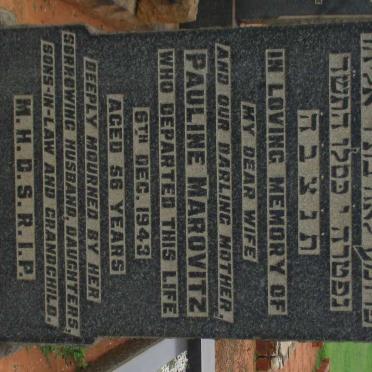 ת נ צ ב ה
IN LOVING MEMORY OF
MY DEAR WIFE
AND OUR DARLING MOTHER,
PAULINE MAROVITZ
WHO DEPARTED THIS LIFE
6TH DEC. 1943
AGED 56 YEARS
DEEPLY MOURNED BY HER
SORROWING HUSBAND, DAUGHTERS,
SONS-IN-LAW AND GRANDCHILD.
M.H.D.S.R.I.P.